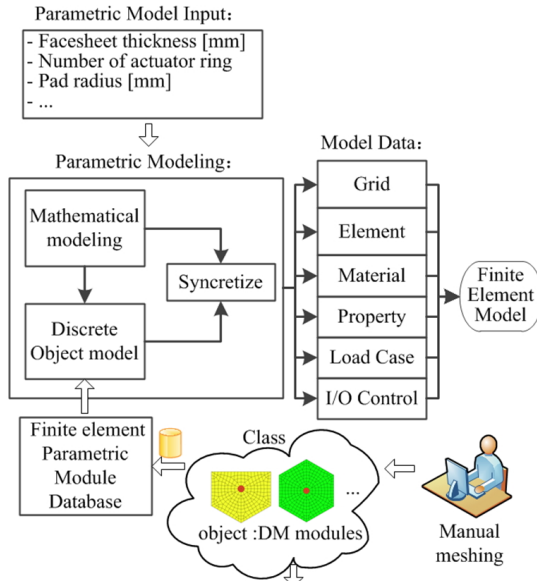 Parametric Model Input：
- Facesheet thickness [mm]
- Number of actuator ring
- Pad radius [mm]
- ...
Parametric Modeling：
Mathematical
modeling
Discrete
Object model
Syncretize
Model Data：
Grid
Element
Material
Property
Load Case
I/O Control
Finite
Element
Model
Finite element
Parametric
Module
Database
Class
...
object :DM modules
Manual
meshing